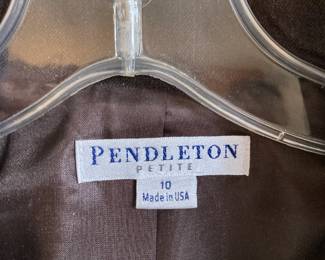 PENDLETON
PETITE
10
Made in USA